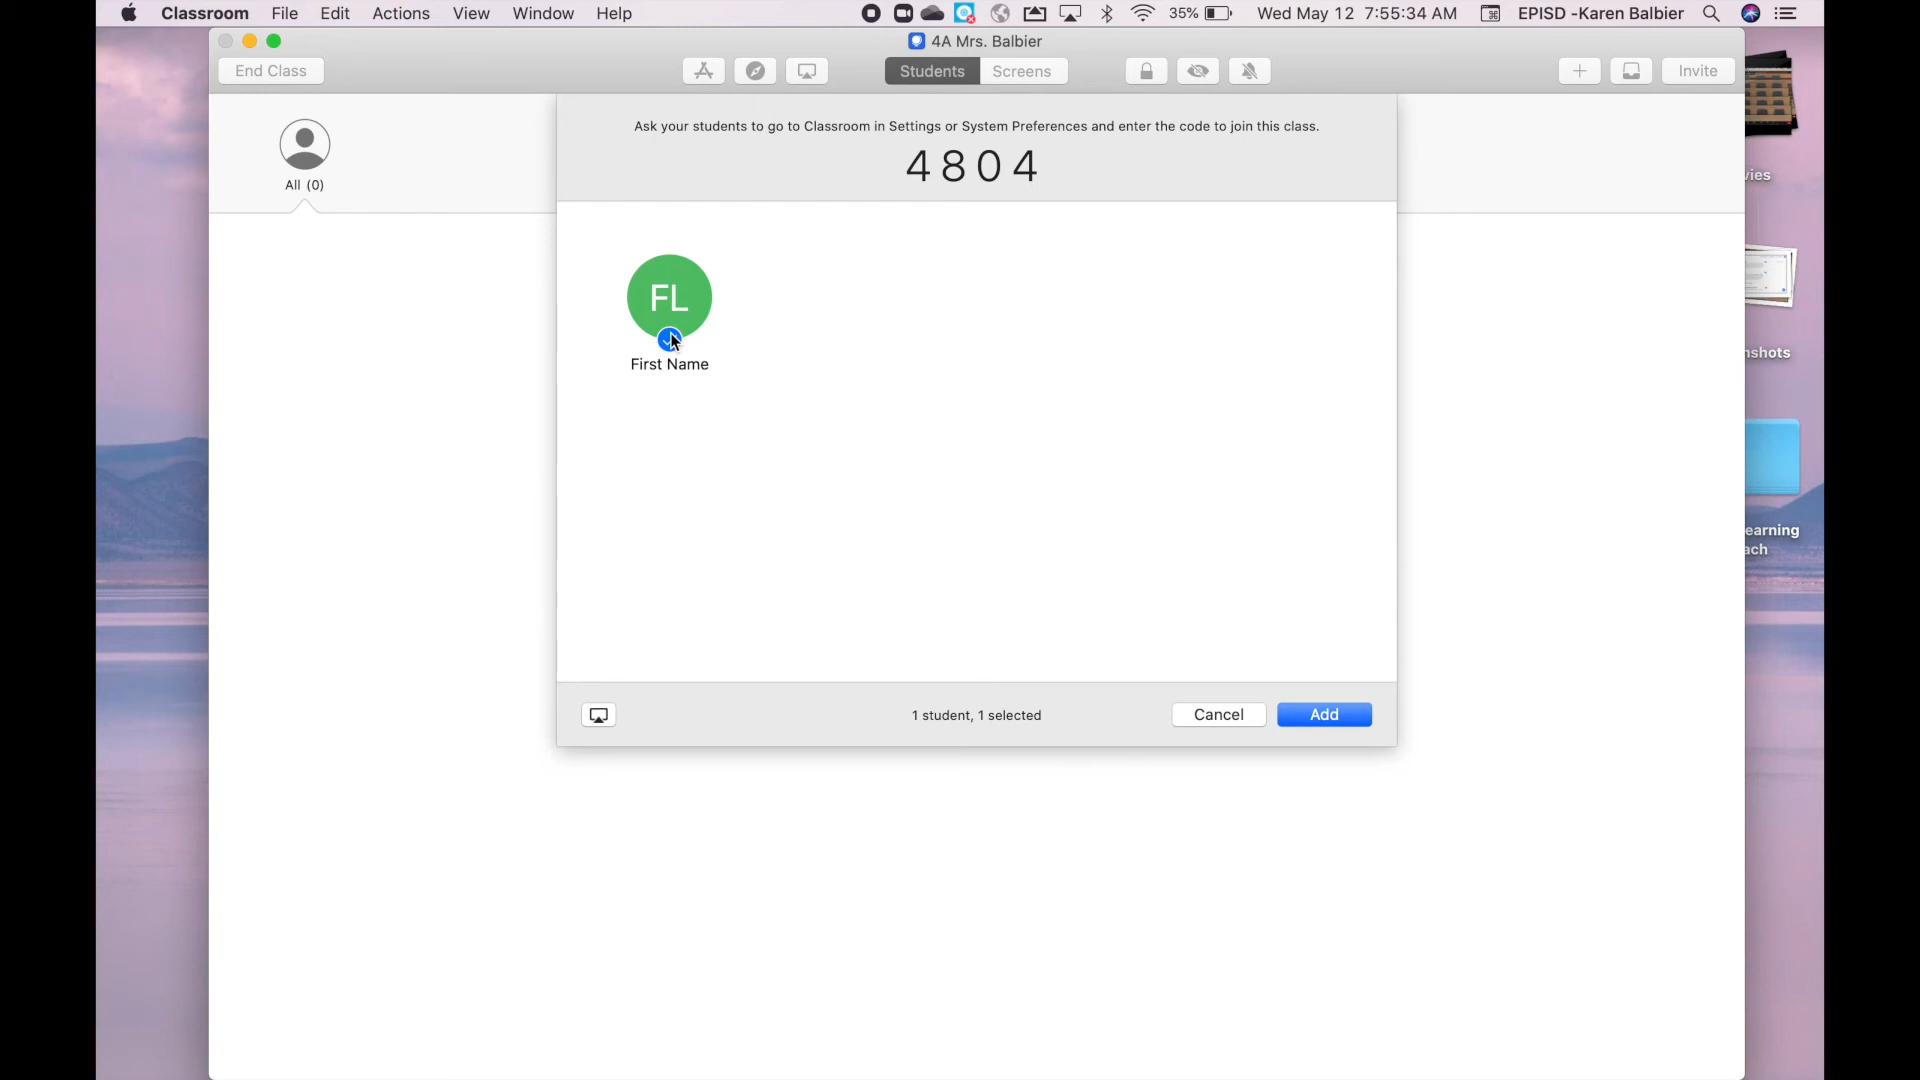 Classroom File Edit Actions View Window Help 35% Wed May 12 7:55:34 AM EPISD -Karen Balbier
4A Mrs. Balbier
End Class Students Screens Invite
Ask your students to go to Classroom in Settings or System Preferences and enter the code to join this class.
4804
All (0)
vies
FL
First Name
nshots
earning
ach
1 student, 1 selected Cancel Add